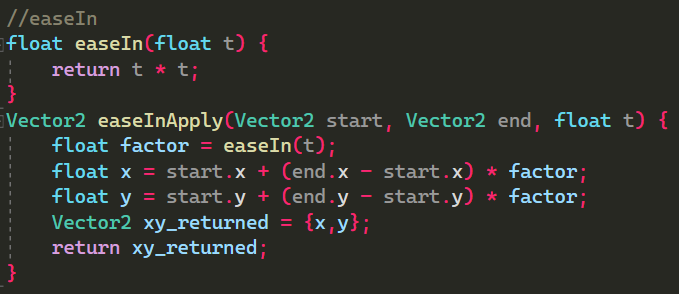 //easeIn
float easeIn(float t) {
    return t * t;
}
Vector2 easeInApply(Vector2 start, Vector2 end, float t) {
    float factor = easeIn(t);
    float x = start.x + (end.x - start.x) * factor;
    float y = start.y + (end.y - start.y) * factor;
    Vector2 xy_returned = {x,y};
    return xy_returned;
}